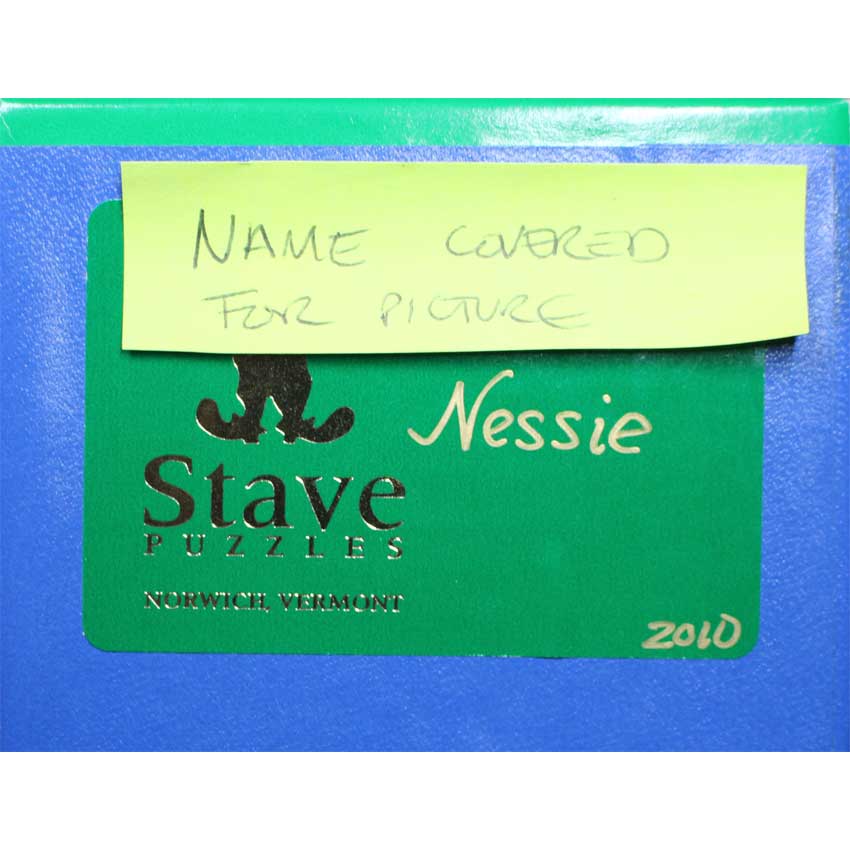 NAME COVERED
FOR PICTURE
Nessie
Stave
PUZZLES
NORWICH, VERMONT
2010